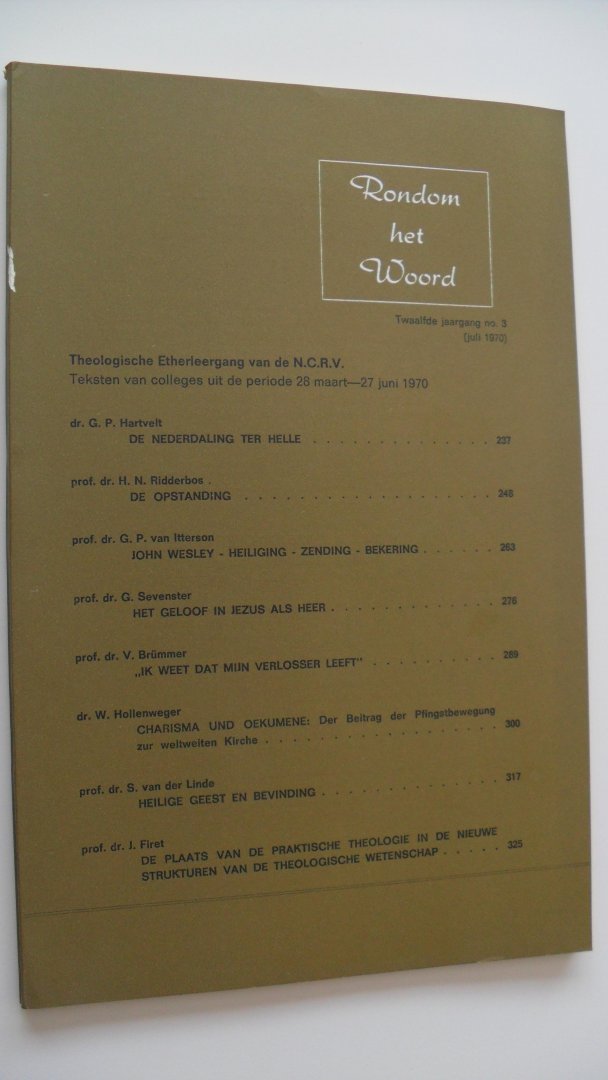 Rondom
het
Woord
Twaalfde jaargang no. 3
(juli 1970)
Theologische Etherleergang van de N.C.R.V.
Teksten van colleges uit de periode 28 maart—27 juni 1970
dr. G. P. Hartvelt
DE NEDERDALING TER HELLE . . . . . . . . . . . . . . 237
prof. dr. H. N. Ridderbos .
DE OPSTANDING . . . . . . . . . . . . . . . . . . . 248
prof. dr. G. P. van Itterson
JOHN WESLEY - HEILIGING - ZENDING - BEKERING . . . . . . 263
prof. dr. G. Sevenster
HET GELOOF IN JEZUS ALS HEER . . . . . . . . . . . . . 276
prof. dr. V. Brümmer
„IK WEET DAT MIJN VERLOSSER LEEFT" . . . . . . . . . . 289
dr. W. Hollenweger
CHARISMA UND OEKUMENE: Der Beitrag der Pfingstbewegung
zur weltweiten Kirche . . . . . . . . . . . . . . . . . . 300
prof. dr. S. van der Linde
HEILIGE GEEST EN BEVINDING . . . . . . . . . . . . . . 317
prof. dr. J. Firet
DE PLAATS VAN DE PRAKTISCHE THEOLOGIE IN DE NIEUWE
STRUKTUREN VAN DE THEOLOGISCHE WETENSCHAP . . . . . 325